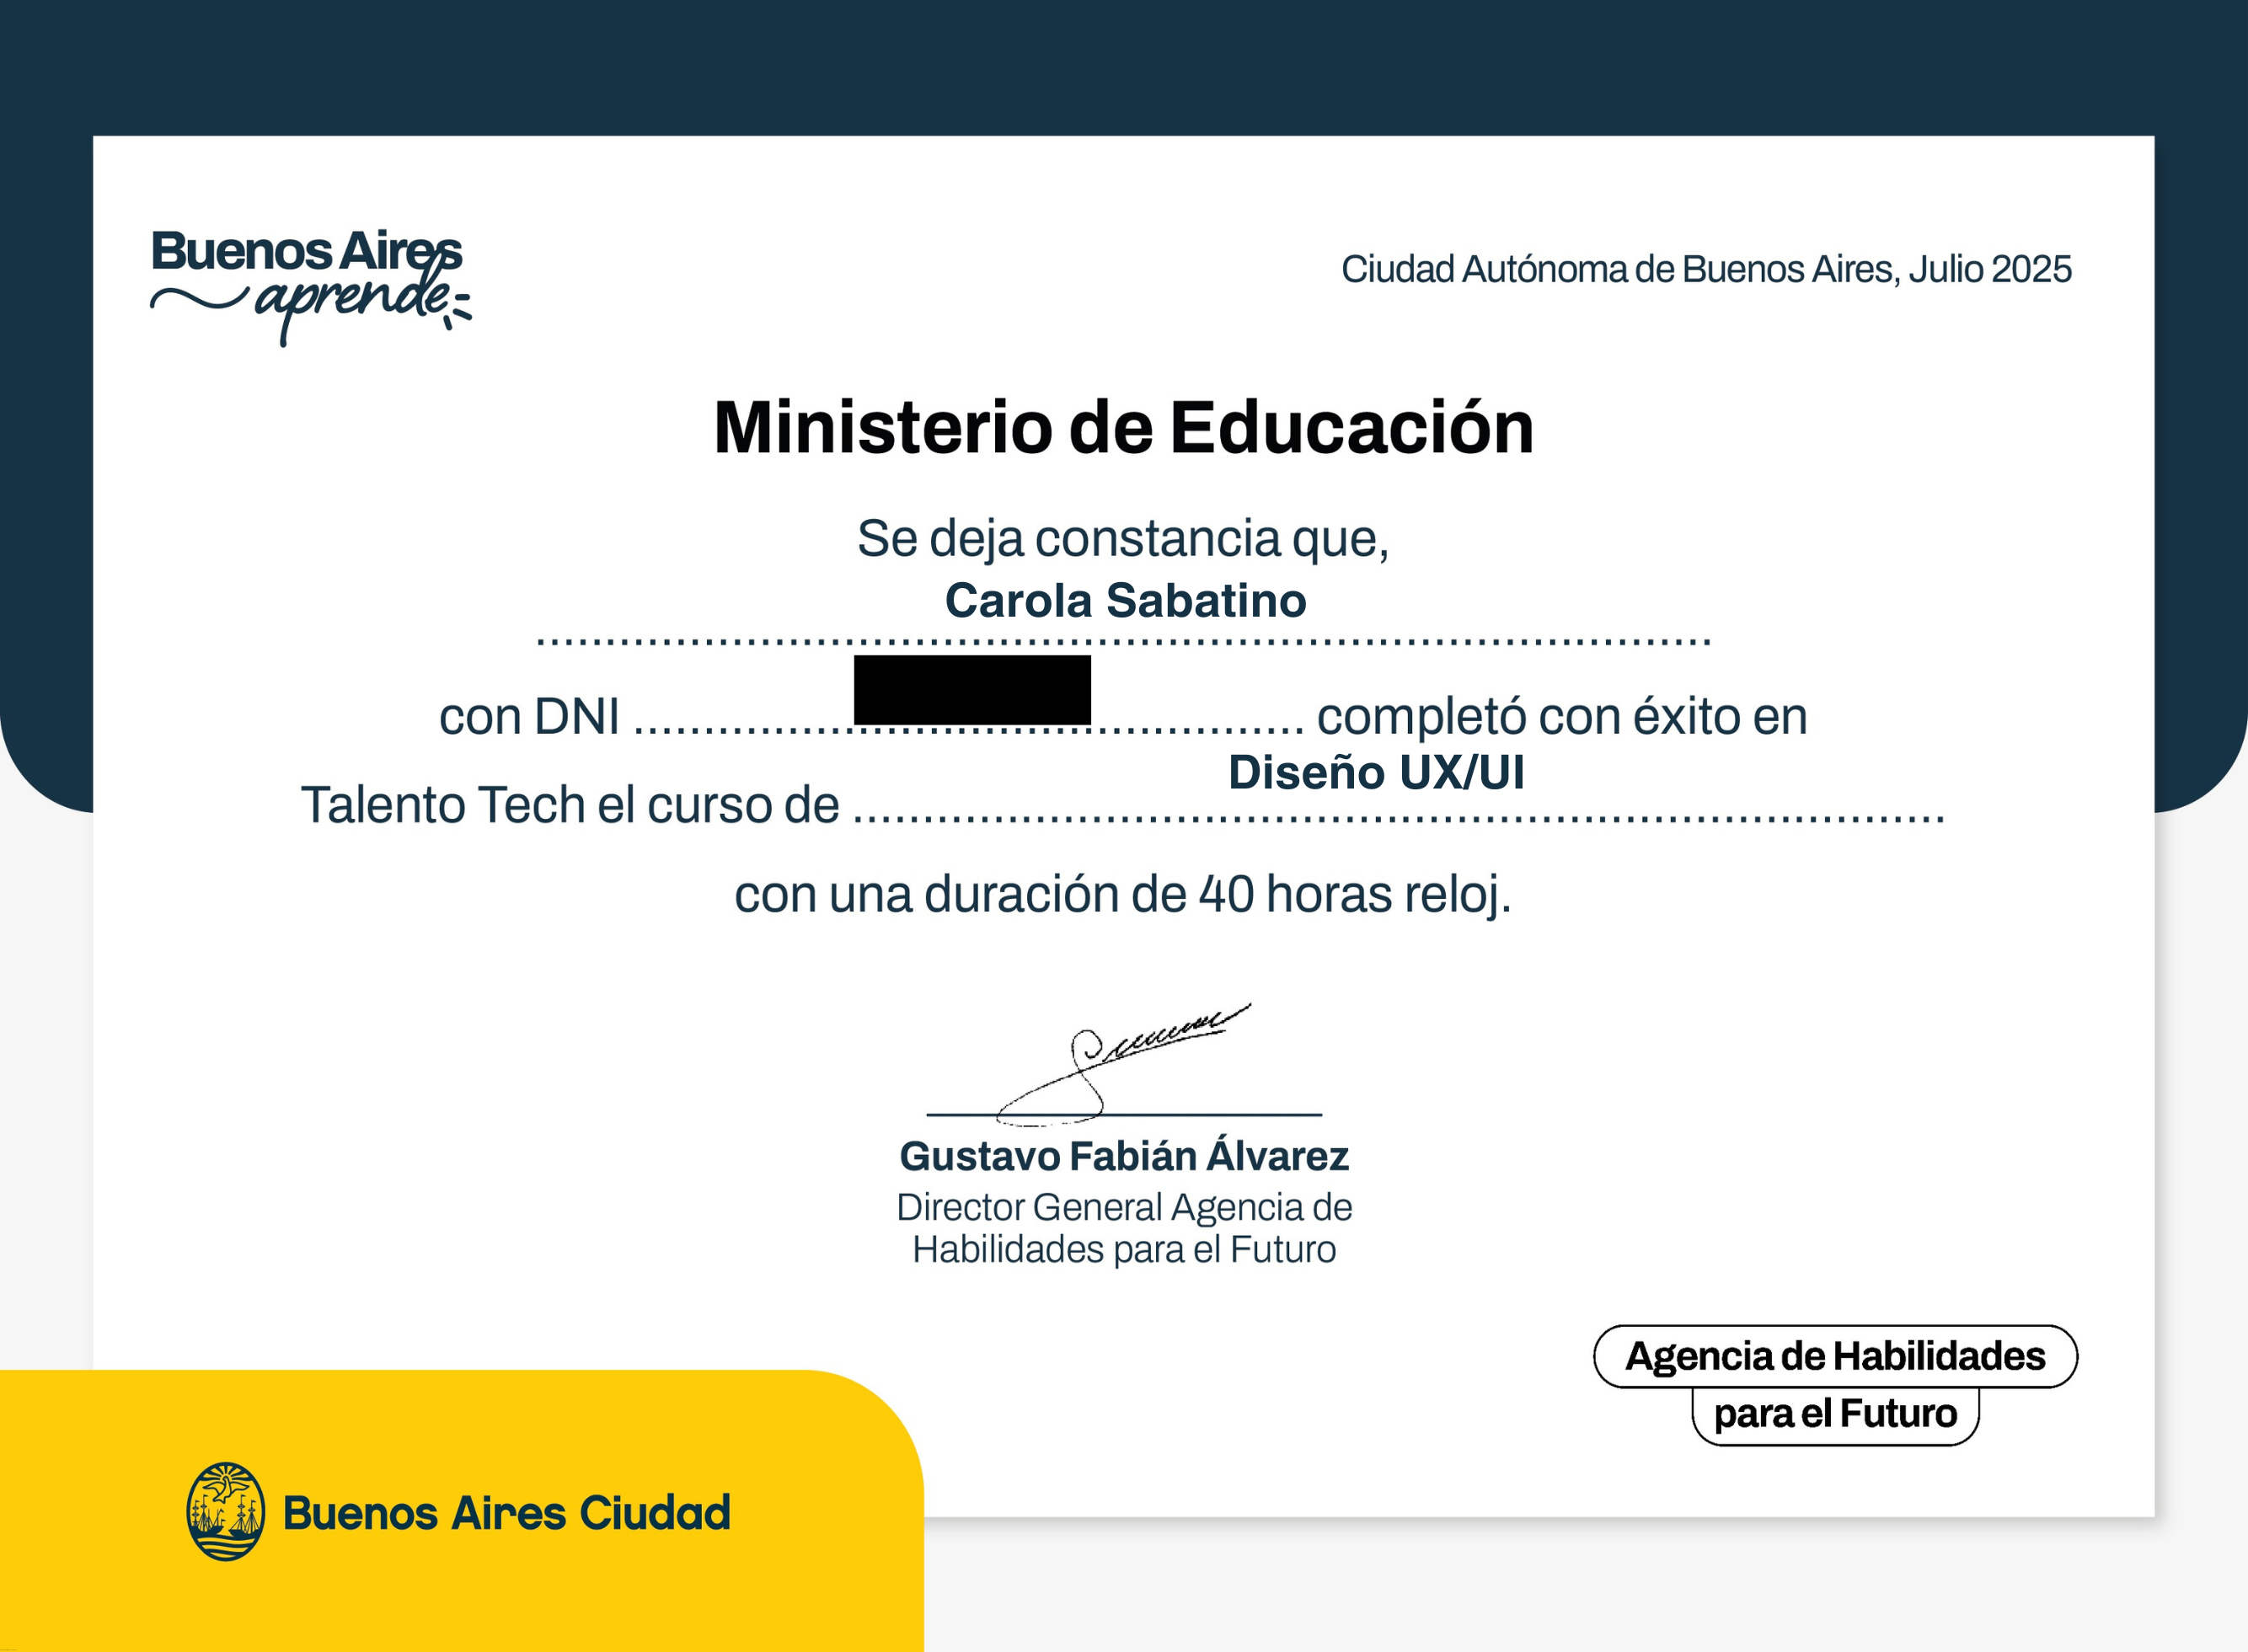 Buenos Aires
aprende
Ciudad Autónoma de Buenos Aires, Julio 2025
Ministerio de Educación
Se deja constancia que,
Carola Sabatino
con DNI completó con éxito en
Diseño UX/UI
Talento Tech el curso de
con una duración de 40 horas reloj.
Gustavo Fabián Álvarez
Director General Agencia de
Habilidades para el Futuro
Agencia de Habilidades
para el Futuro
Buenos Aires Ciudad